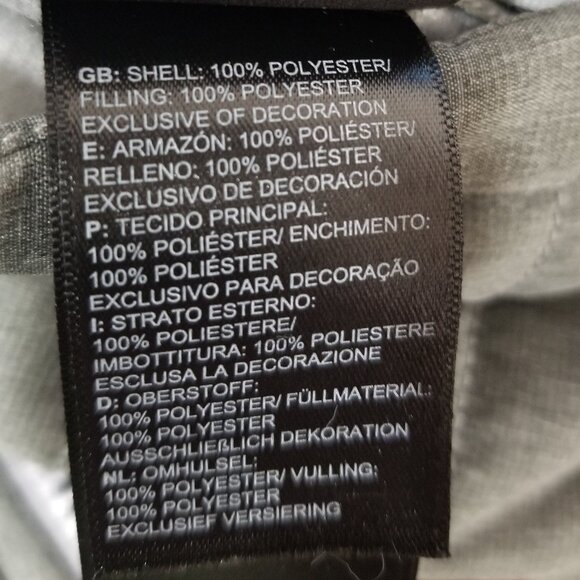 GB: SHELL: 100% POLYESTER/
FILLING: 100% POLYESTER
EXCLUSIVE OF DECORATION
E: ARMAZÓN: 100% POLIÉSTER/
RELLENO: 100% POLIÉSTER
EXCLUSIVO DE DECORACIÓN
P: TECIDO PRINCIPAL:
100% POLIÉSTER/ ENCHIMENTO:
100% POLIÉSTER
EXCLUSIVO PARA DECORAÇÃO
I: STRATO ESTERNO:
100% POLIESTERE/
IMBOTTITURA: 100% POLIESTERE
ESCLUSA LA DECORAZIONE
D: OBERSTOFF:
100% POLYESTER/ FÜLLMATERIAL:
100% POLYESTER
AUSSCHLIEßLICH DEKORATION
NL: OMHULSEL:
100% POLYESTER/ VULLING:
100% POLYESTER
EXCLUSIEF VERSIERING